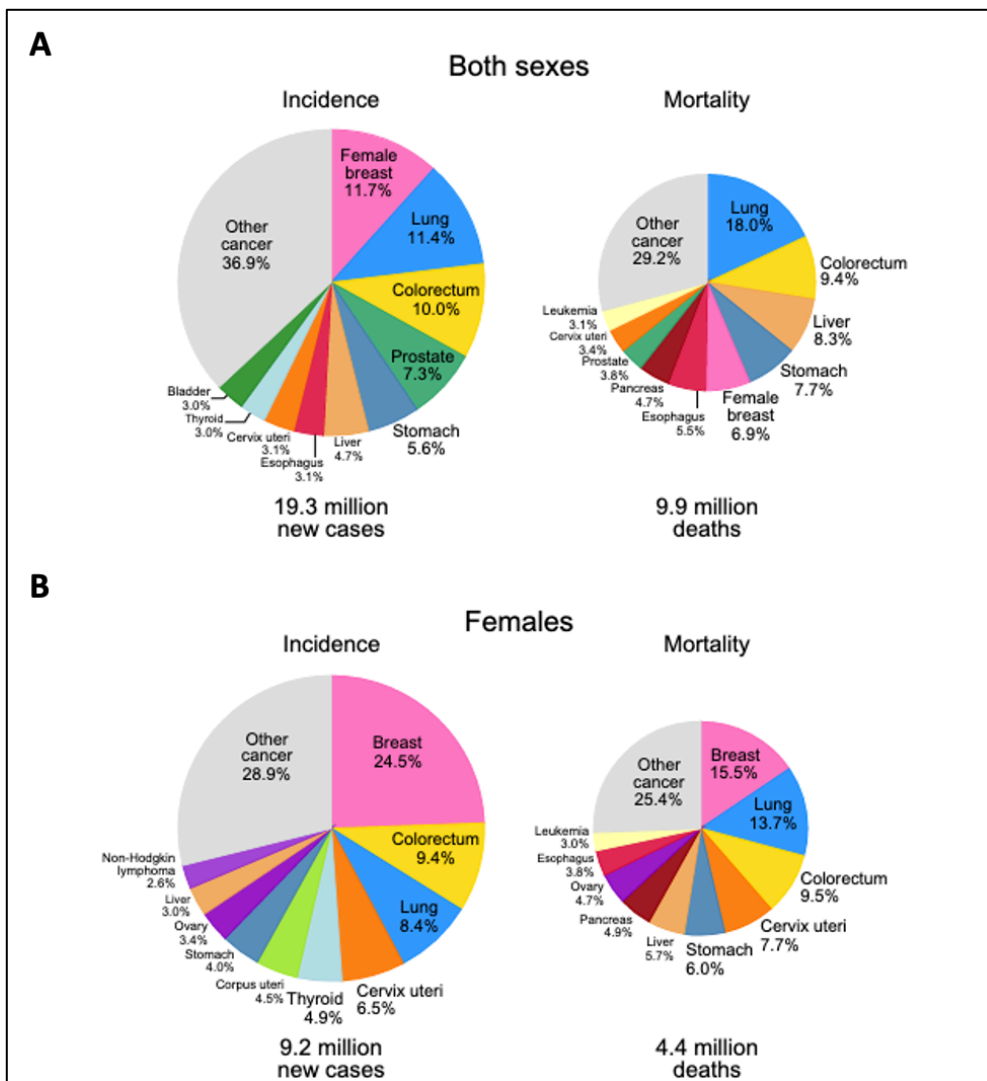 A
Both sexes
Incidence
Mortality
Female
breast
11.7%
Lung
11.4%
Colorectum
10.0%
Prostate
7.3%
Stomach
5.6%
Liver
4.7%
Esophagus
3.1%
Cervix uteri
3.1%
Thyroid
3.0%
Bladder
3.0%
Other
cancer
36.9%
19.3 million
new cases
Lung
18.0%
Colorectum
9.4%
Liver
8.3%
Stomach
7.7%
Female
breast
6.9%
Esophagus
5.5%
Pancreas
4.7%
Prostate
3.8%
Cervix uteri
3.4%
Leukemia
3.1%
Other
cancer
29.2%
9.9 million
deaths
B
Females
Incidence
Mortality
Breast
24.5%
Colorectum
9.4%
Lung
8.4%
Cervix uteri
6.5%
Thyroid
4.9%
Corpus uteri
4.5%
Stomach
4.0%
Ovary
3.4%
Liver
3.0%
Non-Hodgkin
lymphoma
2.6%
Other
cancer
28.9%
9.2 million
new cases
Breast
15.5%
Lung
13.7%
Colorectum
9.5%
Cervix uteri
7.7%
Stomach
6.0%
Liver
5.7%
Pancreas
4.9%
Ovary
4.7%
Esophagus
3.8%
Leukemia
3.0%
Other
cancer
25.4%
4.4 million
deaths